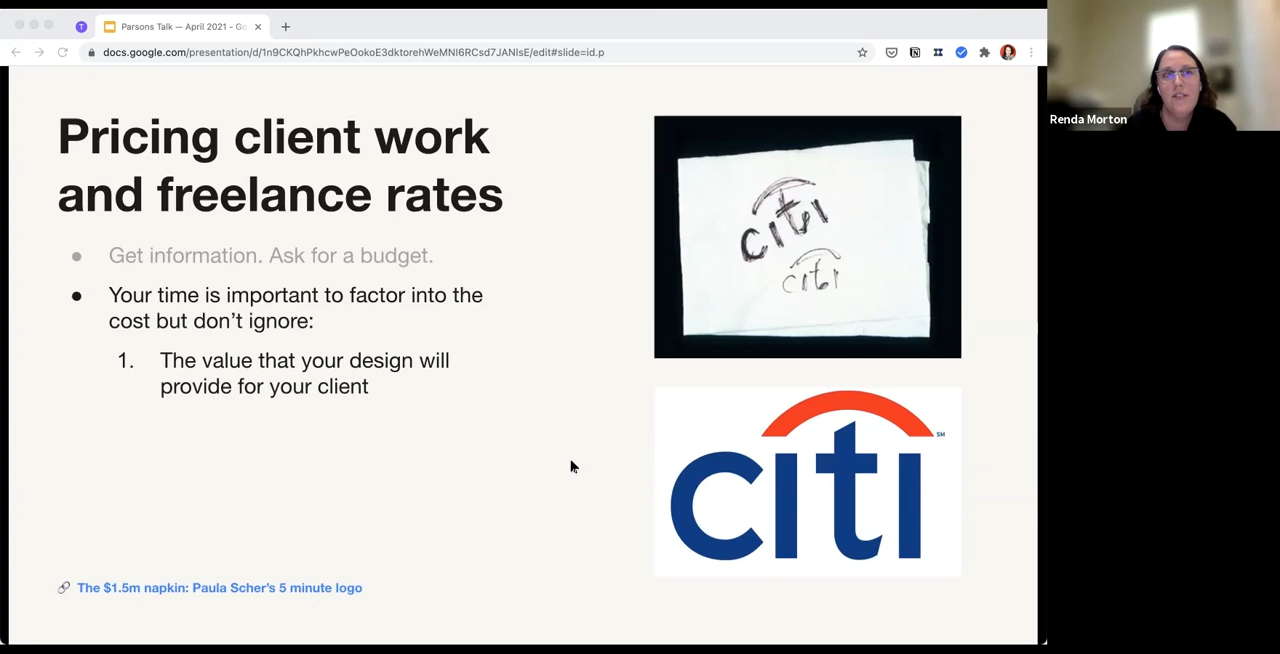 T
Parsons Talk — April 2021 - Go
docs.google.com/presentation/d/1n9CKQhPkhcwPeOokoE3dktorehWeMNI6RCsd7JANIsE/edit#slide=id.p
Renda Morton
Pricing client work
and freelance rates
Get information. Ask for a budget.
Your time is important to factor into the
cost but don’t ignore:
1. The value that your design will
provide for your client
citi
citi
citi
SM
The $1.5m napkin: Paula Scher’s 5 minute logo